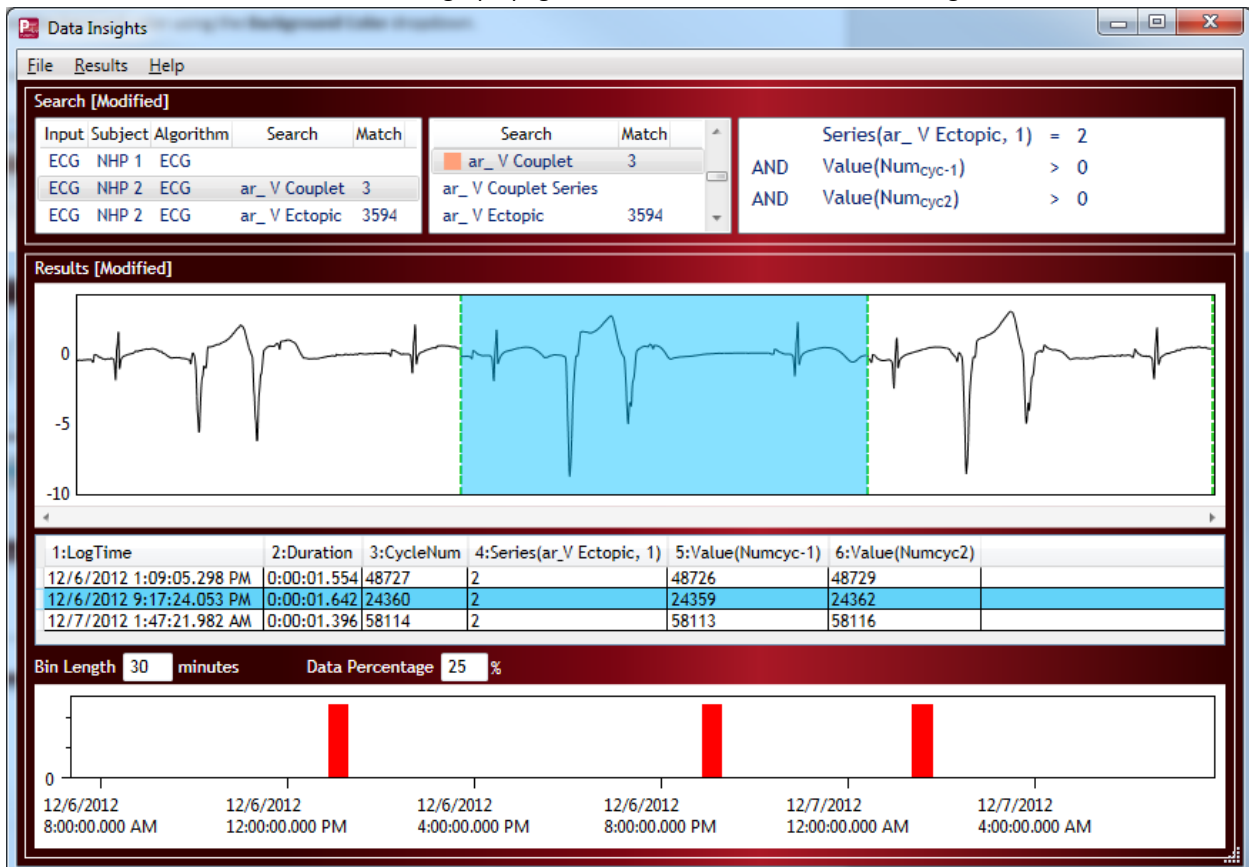 Data Insights
File Results Help
Search [Modified]
Input Subject Algorithm Search Match
ECG NHP 1 ECG
ECG NHP 2 ECG ar_ V Couplet 3
ECG NHP 2 ECG ar_ V Ectopic 3594
Search Match
ar_ V Couplet 3
ar_ V Couplet Series
ar_ V Ectopic 3594
Series(ar_ V Ectopic, 1) = 2
AND Value(Numcyc-1) > 0
AND Value(Numcyc2) > 0
Results [Modified]
0
-5
-10
1:LogTime 2:Duration 3:CycleNum 4:Series(ar_V Ectopic, 1) 5:Value(Numcyc-1) 6:Value(Numcyc2)
12/6/2012 1:09:05.298 PM 0:00:01.554 48727 2 48726 48729
12/6/2012 9:17:24.053 PM 0:00:01.642 24360 2 24359 24362
12/7/2012 1:47:21.982 AM 0:00:01.396 58114 2 58113 58116
Bin Length 30 minutes Data Percentage 25 %
0
12/6/2012 12/6/2012 12/6/2012 12/6/2012 12/7/2012 12/7/2012
8:00:00.000 AM 12:00:00.000 PM 4:00:00.000 PM 8:00:00.000 PM 12:00:00.000 AM 4:00:00.000 AM